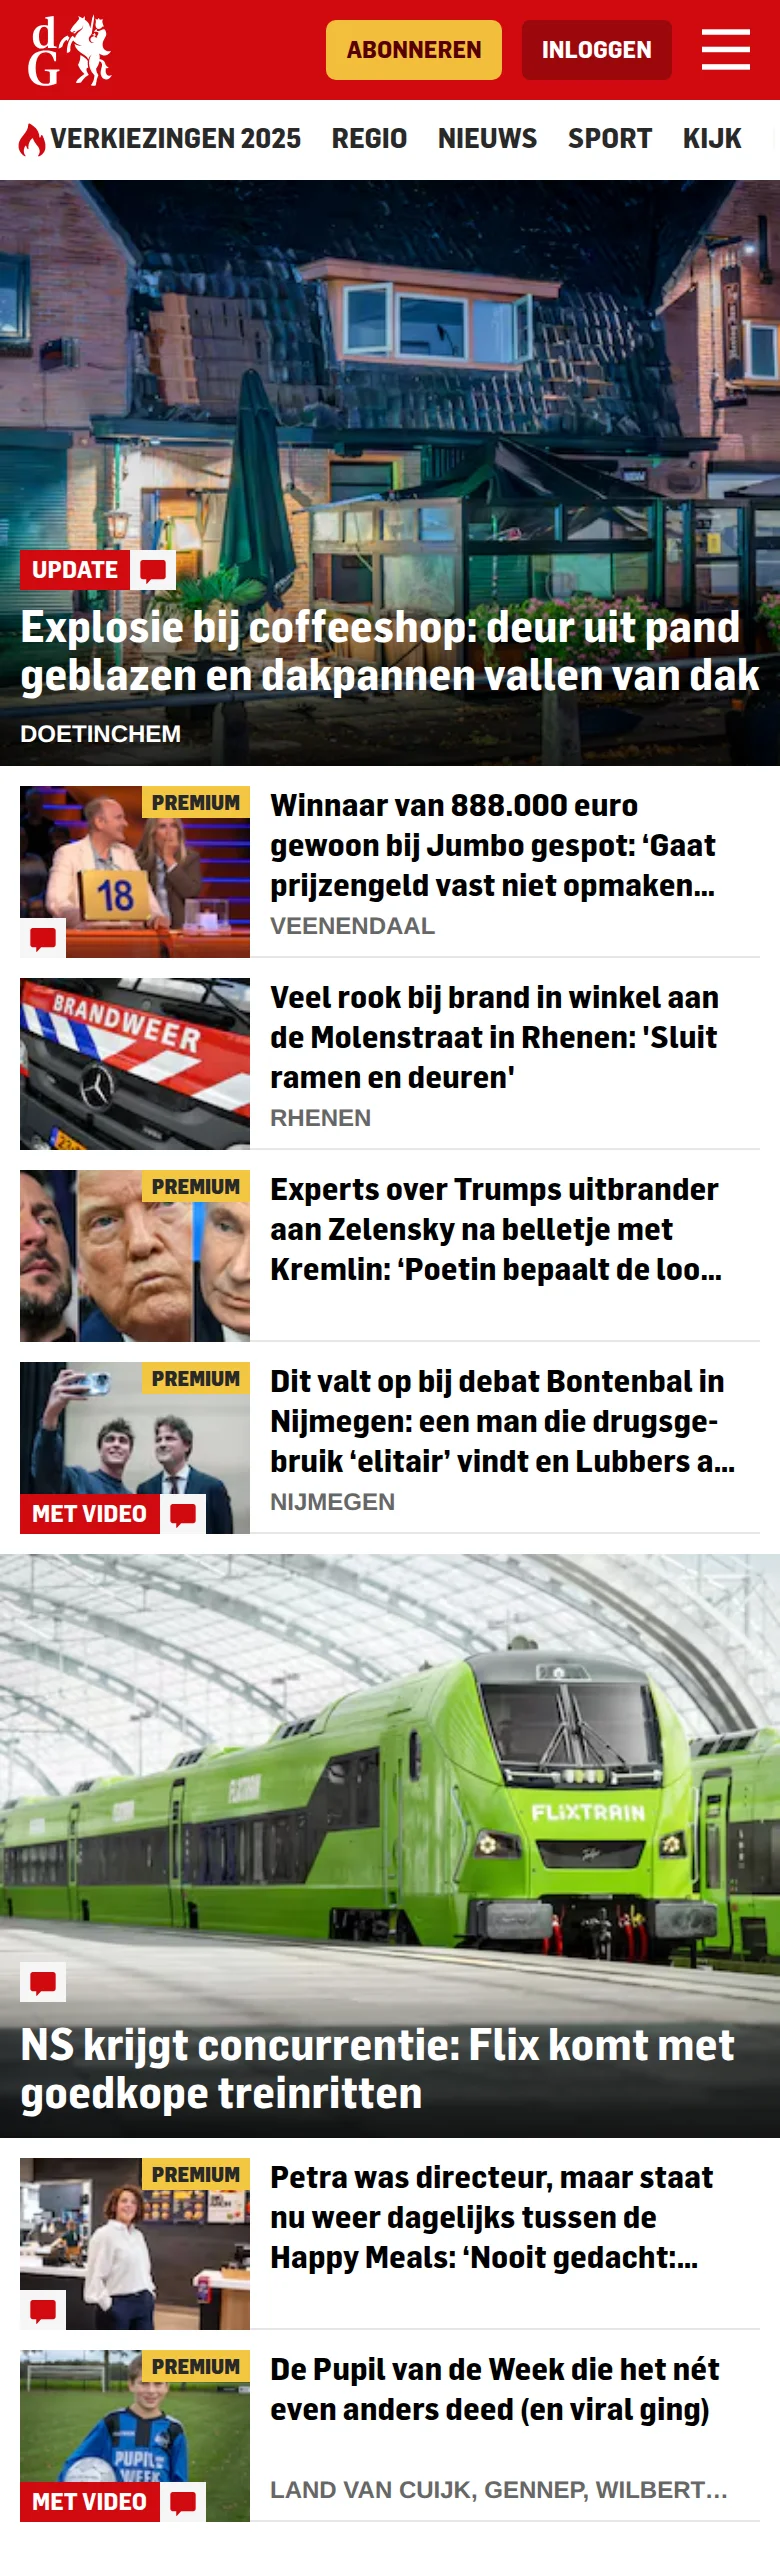 dG
ABONNEREN
INLOGGEN
VERKIEZINGEN 2025 REGIO NIEUWS SPORT KIJK
UPDATE
Explosie bij coffeeshop: deur uit pand
geblazen en dakpannen vallen van dak
DOETINCHEM
PREMIUM
18
Winnaar van 888.000 euro
gewoon bij Jumbo gespot: ‘Gaat
prijzengeld vast niet opmaken...
VEENENDAAL
BRANDWEER
Veel rook bij brand in winkel aan
de Molenstraat in Rhenen: 'Sluit
ramen en deuren'
RHENEN
PREMIUM
Experts over Trumps uitbrander
aan Zelensky na belletje met
Kremlin: ‘Poetin bepaalt de loo...
PREMIUM
MET VIDEO
Dit valt op bij debat Bontenbal in
Nijmegen: een man die drugsge-
bruik ‘elitair’ vindt en Lubbers a...
NIJMEGEN
FLIXTRAIN
FLIXTRAIN
NS krijgt concurrentie: Flix komt met
goedkope treinritten
PREMIUM
Petra was directeur, maar staat
nu weer dagelijks tussen de
Happy Meals: ‘Nooit gedacht:...
PREMIUM
PUPIL
WEEK
MET VIDEO
De Pupil van de Week die het nét
even anders deed (en viral ging)
LAND VAN CUIJK, GENNEP, WILBERT...